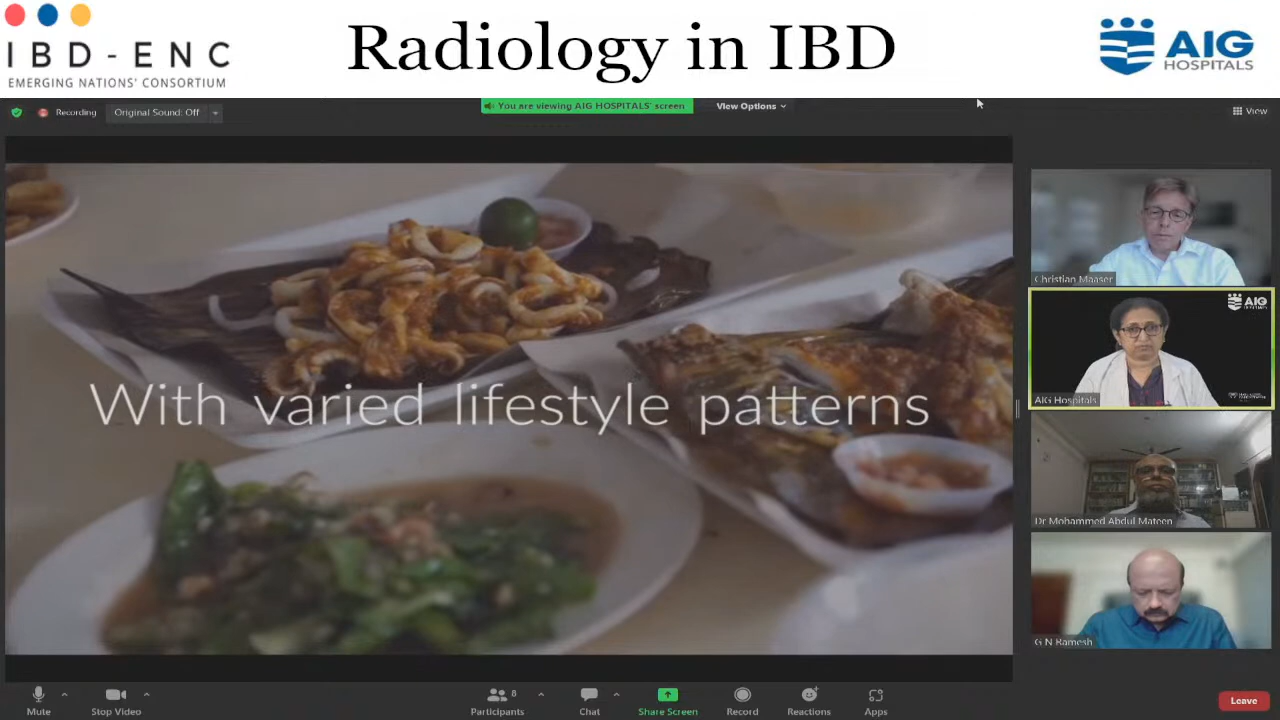 IBD-ENC
EMERGING NATIONS' CONSORTIUM
Radiology in IBD
AIG
HOSPITALS
Recording
Original Sound: Off
You are viewing AIG HOSPITALS' screen
View Options
View
With varied lifestyle patterns
Christian Maaser
AIG
AIG Hospitals
Dr Mohammed Abdul Mateen
G N Ramesh
Mute
Stop Video
Participants
8
Chat
Share Screen
Record
Reactions
Apps
Leave